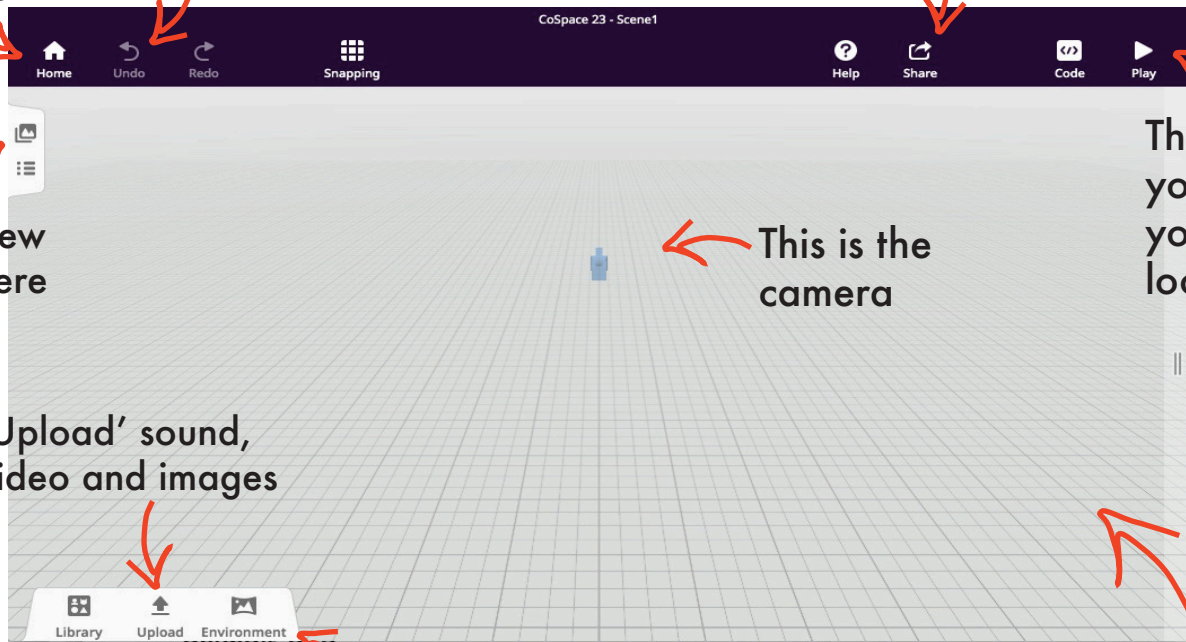 CoSpace 23 - Scene1
Home Undo Redo Snapping Help Share Code Play
This is the
camera
Upload’ sound,
video and images
Library Upload Environment